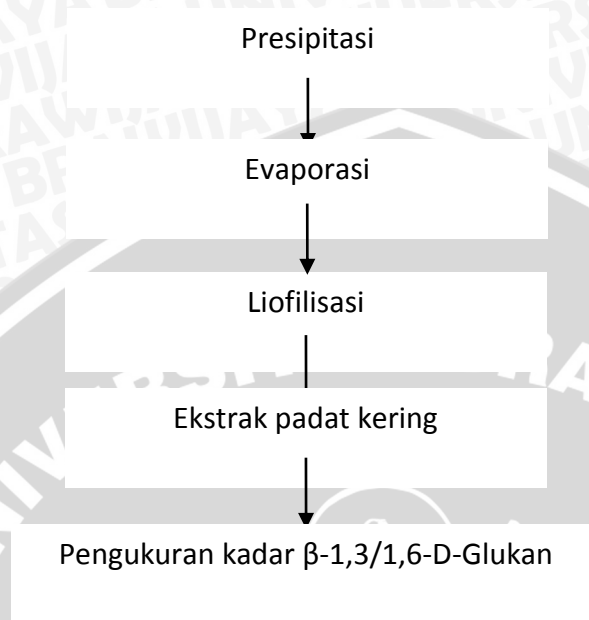 Presipitasi
Evaporasi
Liofilisasi
Ekstrak padat kering
Pengukuran kadar β-1,3/1,6-D-Glukan